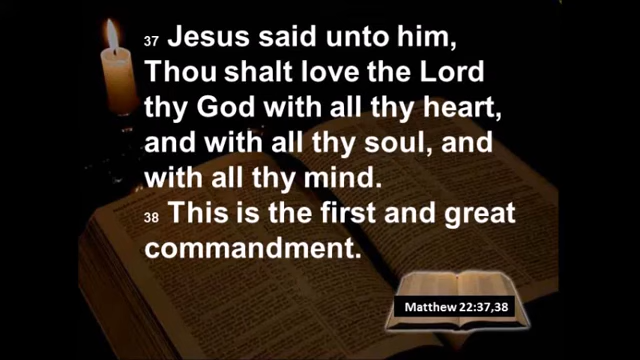 37 Jesus said unto him,
Thou shalt love the Lord
thy God with all thy heart,
and with all thy soul, and
with all thy mind.
38 This is the first and great
commandment.
Matthew 22:37,38